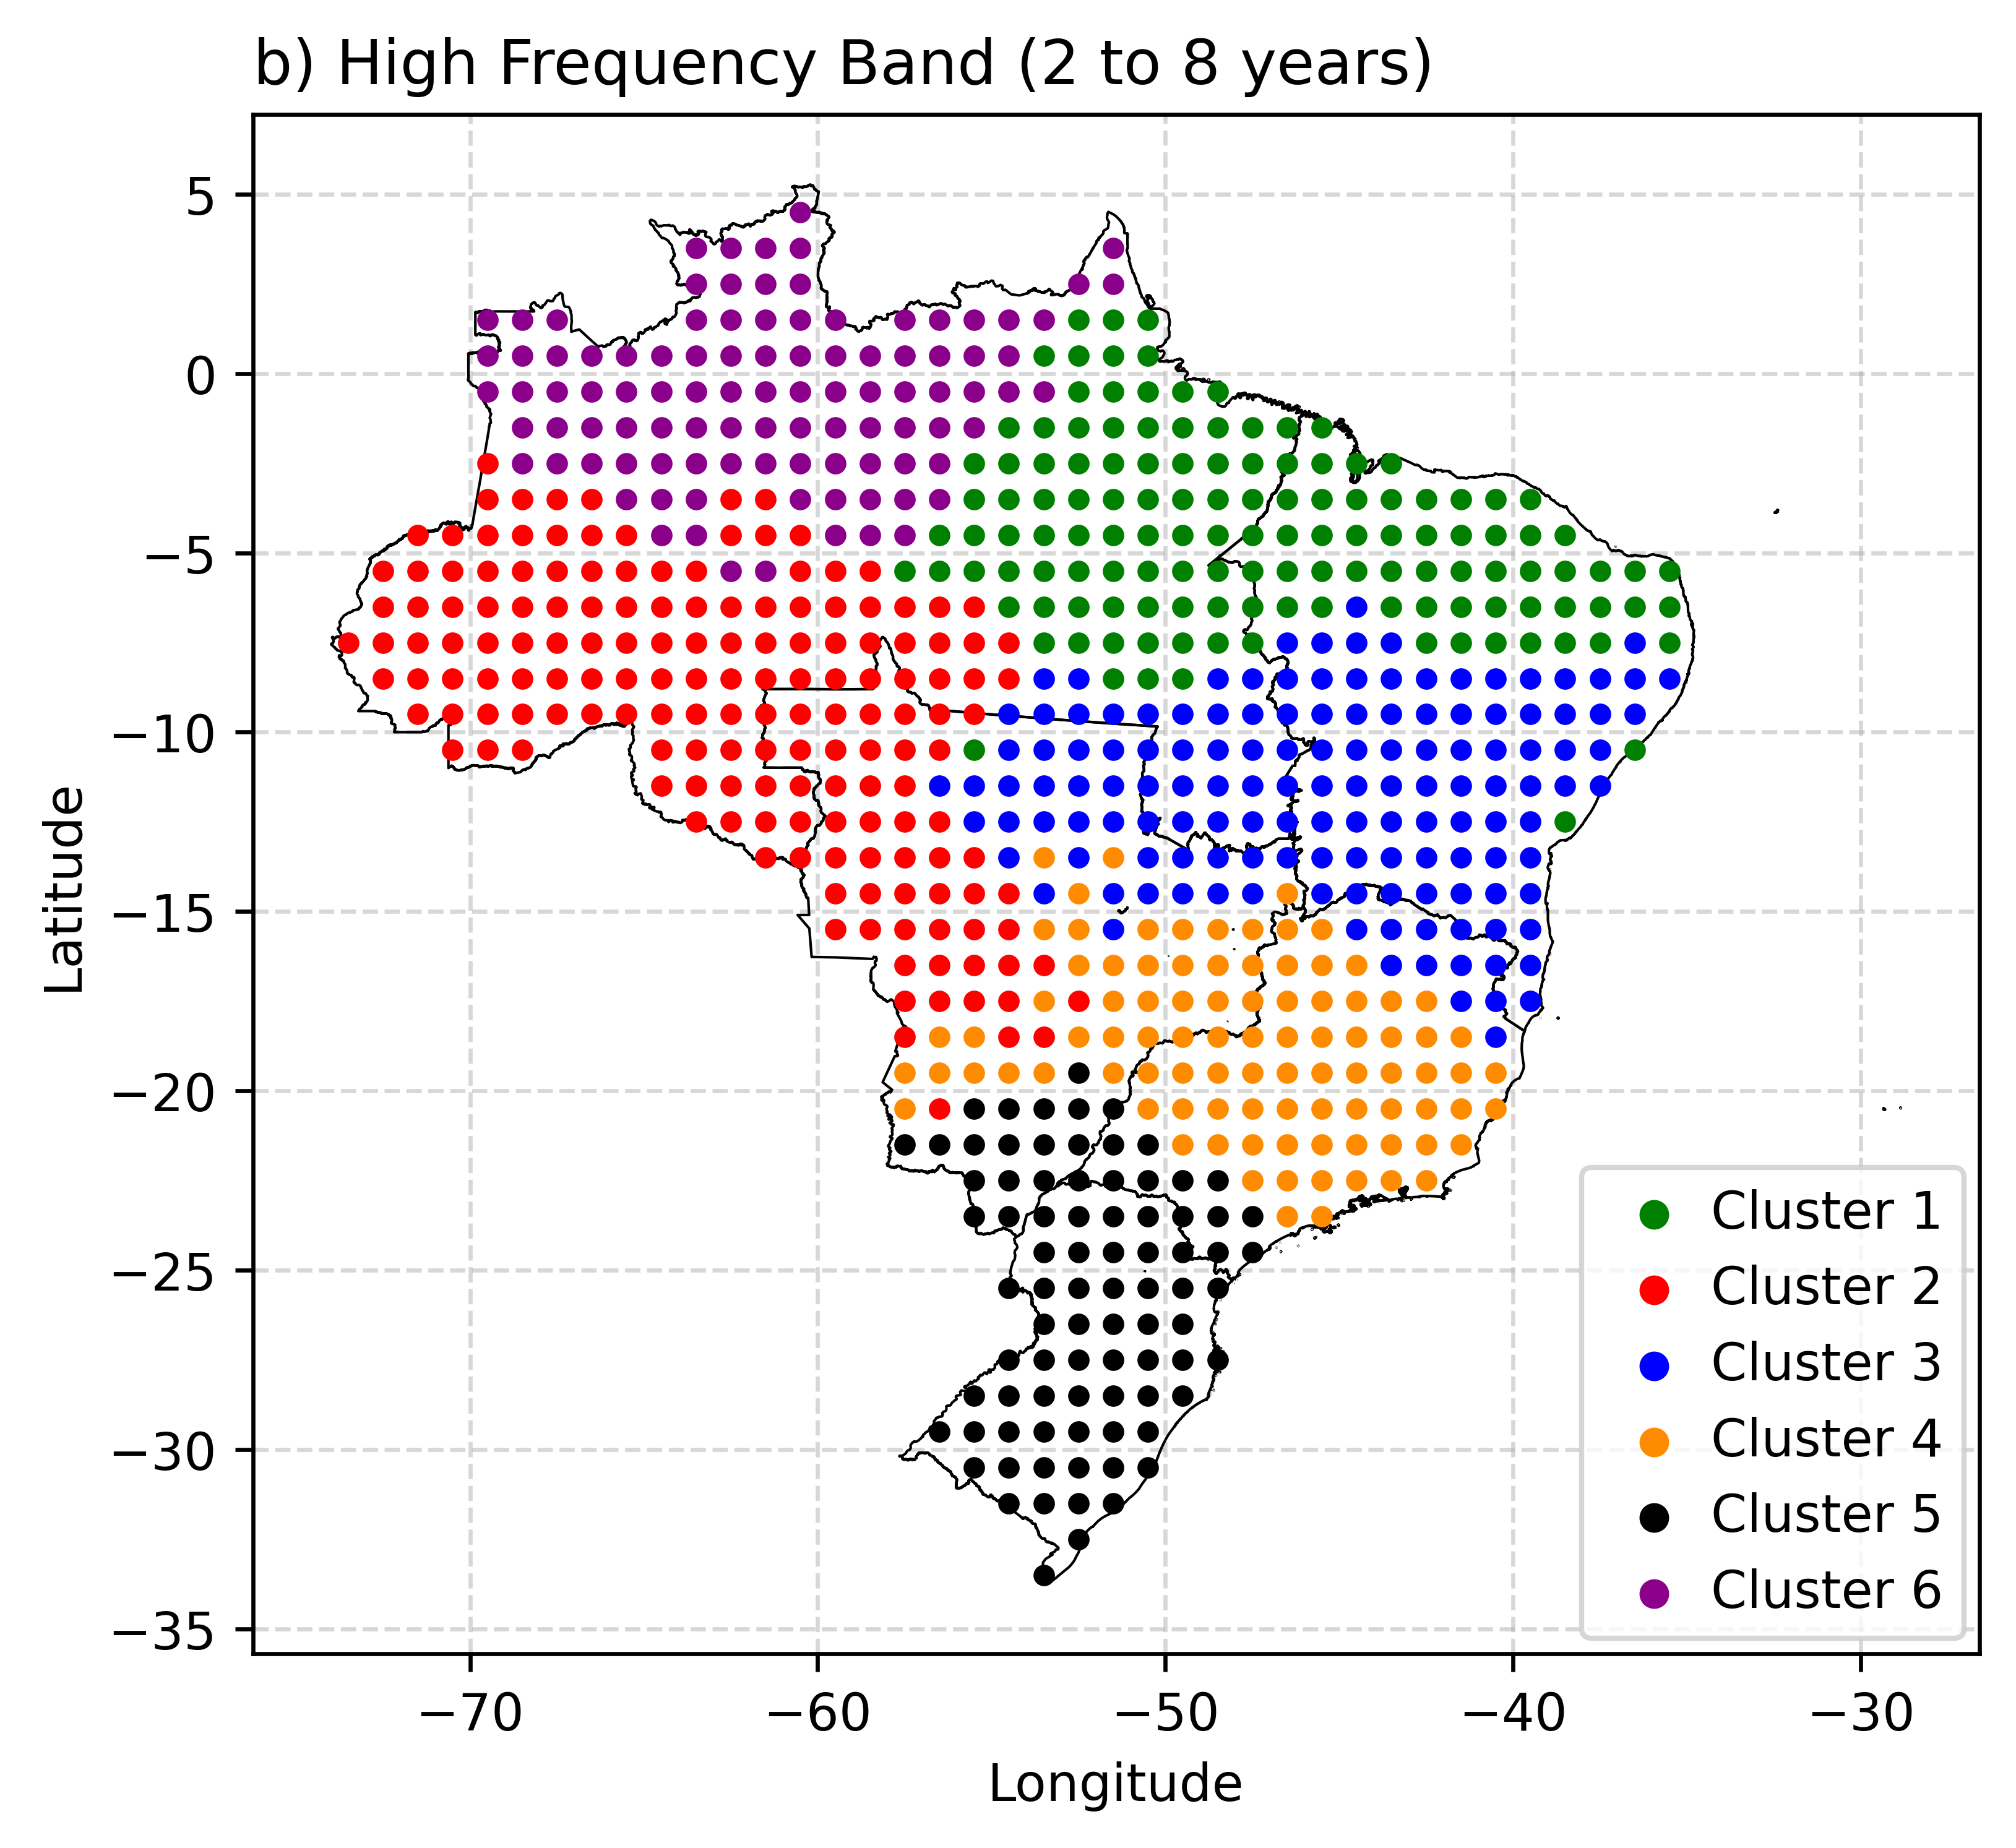 b) High Frequency Band (2 to 8 years)
5
0
−5
−10
−15
−20
−25
−30
−35
Latitude
−70
−60
−50
−40
−30
Longitude
Cluster 1
Cluster 2
Cluster 3
Cluster 4
Cluster 5
Cluster 6